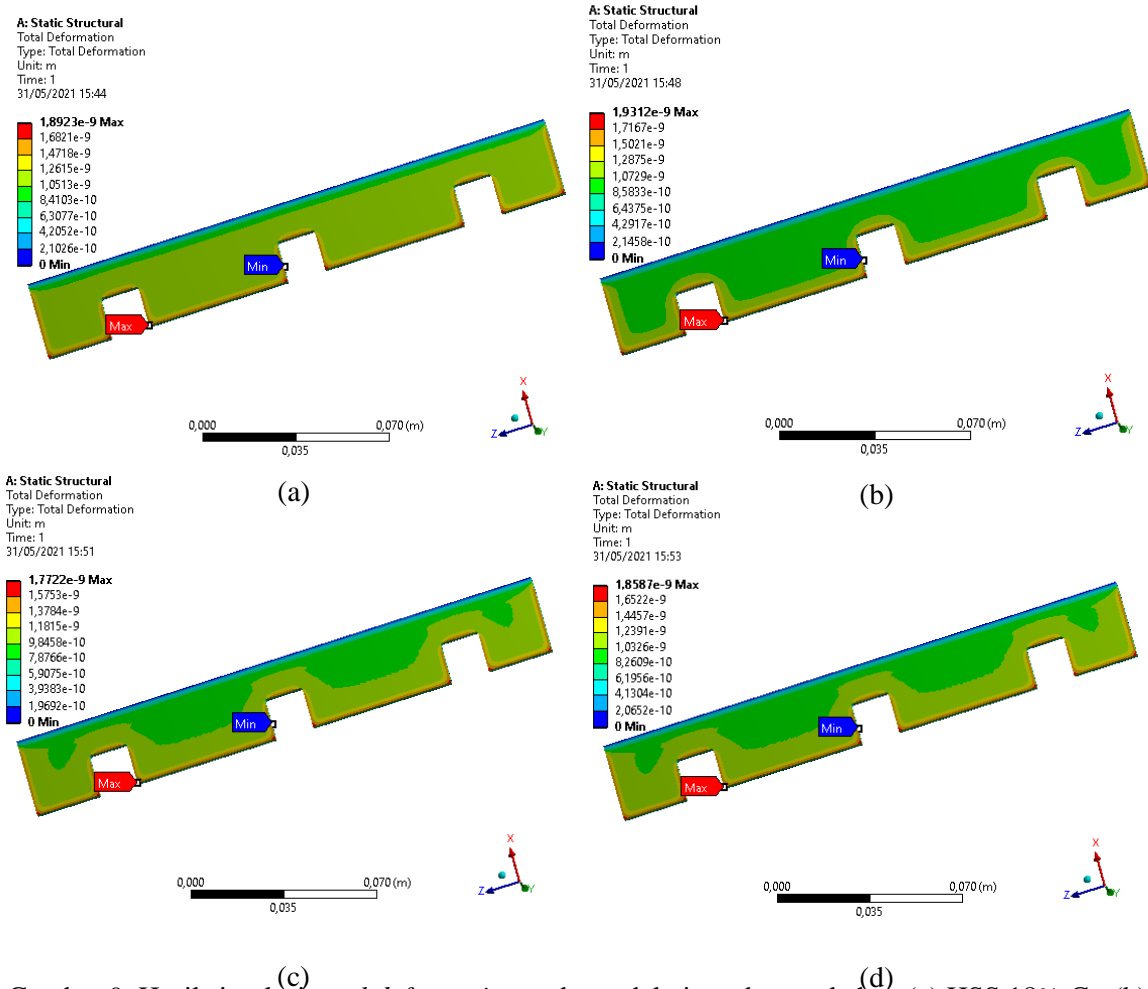 A: Static Structural
Total Deformation
Type: Total Deformation
Unit: m
Time: 1
31/05/2021 15:44
1,8923e-9 Max
1,6821e-9
1,4718e-9
1,2615e-9
1,0513e-9
8,4103e-10
6,3077e-10
4,2052e-10
2,1026e-10
0 Min
Min
Max
X
Z
Y
0,000
0,070 (m)
0,035
(a)
A: Static Structural
Total Deformation
Type: Total Deformation
Unit: m
Time: 1
31/05/2021 15:48
1,9312e-9 Max
1,7167e-9
1,5021e-9
1,2875e-9
1,0729e-9
8,5833e-10
6,4375e-10
4,2917e-10
2,1458e-10
0 Min
Min
Max
X
Z
Y
0,000
0,070 (m)
0,035
(b)
A: Static Structural
Total Deformation
Type: Total Deformation
Unit: m
Time: 1
31/05/2021 15:51
1,7722e-9 Max
1,5753e-9
1,3784e-9
1,1815e-9
9,8458e-10
7,8766e-10
5,9075e-10
3,9383e-10
1,9692e-10
0 Min
Min
Max
X
Z
Y
0,000
0,070 (m)
0,035
(c)
A: Static Structural
Total Deformation
Type: Total Deformation
Unit: m
Time: 1
31/05/2021 15:53
1,8587e-9 Max
1,6522e-9
1,4457e-9
1,2391e-9
1,0326e-9
8,2609e-10
6,1956e-10
4,1304e-10
2,0652e-10
0 Min
Min
Max
X
Z
Y
0,000
0,070 (m)
0,035
(d)